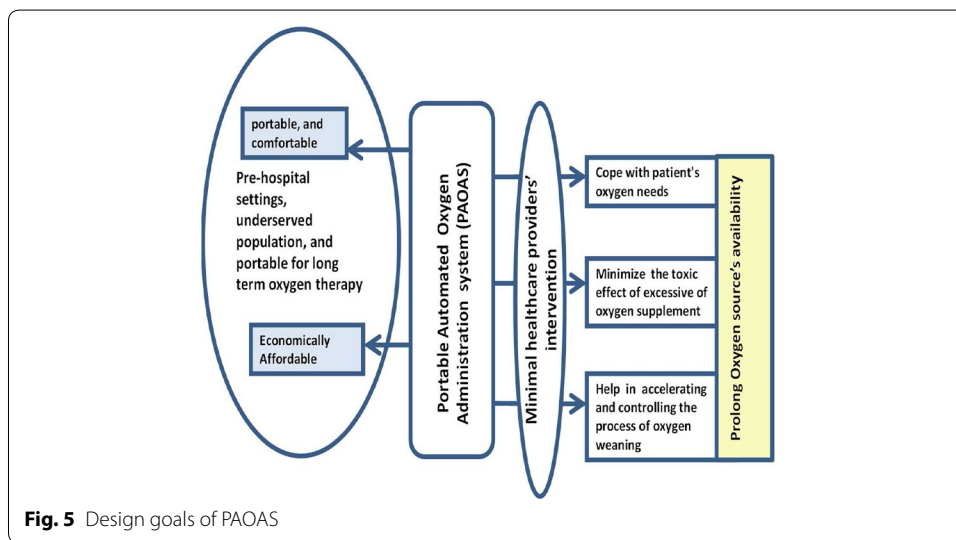 portable, and
comfortable
Pre-hospital
settings,
underserved
population, and
portable for long
term oxygen therapy
Economically
Affordable
Portable Automated Oxygen
Administration system (PAOAS)
Minimal healthcare providers'
intervention
Cope with patient's
oxygen needs
Minimize the toxic
effect of excessive of
oxygen supplement
Help in accelerating
and controlling the
process of oxygen
weaning
Prolong Oxygen source's availability
Fig. 5 Design goals of PAOAS